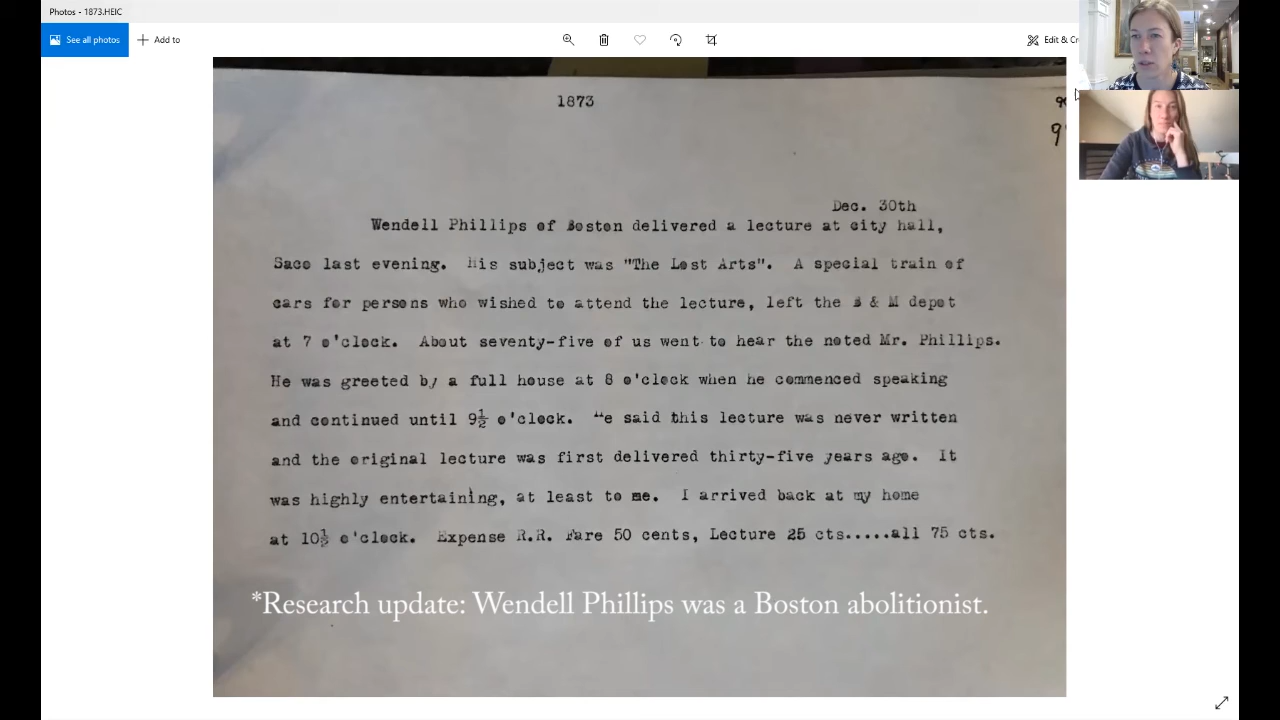 Photos - 1873.HEIC
See all photos
Add to
Edit & Cr
1873
9
Dec. 30th
Wendell Phillips of Boston delivered a lecture at city hall,
Saco last evening. His subject was "The Lost Arts". A special train of
cars for persons who wished to attend the lecture, left the B & M depot
at 7 o'clock. About seventy-five of us went to hear the noted Mr. Phillips.
He was greeted by a full house at 8 o'clock when he commenced speaking
and continued until 9½ o'clock. He said this lecture was never written
and the original lecture was first delivered thirty-five years ago. It
was highly entertaining, at least to me. I arrived back at my home
at 10½ o'clock. Expense R.R. Fare 50 cents, Lecture 25 cts.....all 75 cts.
*Research update: Wendell Phillips was a Boston abolitionist.